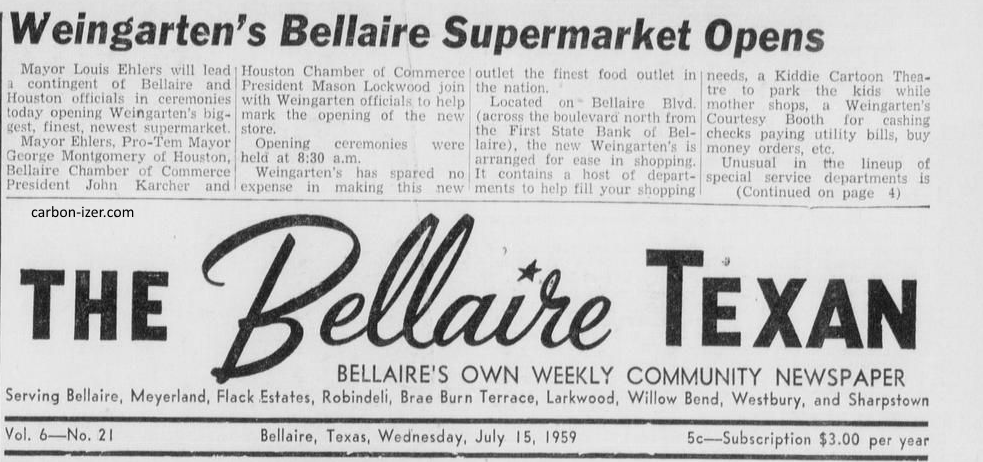 Weingarten's Bellaire Supermarket Opens
Mayor Louis Ehlers will lead
a contingent of Bellaire and
Houston officials in ceremonies
today opening Weingarten's big-
gest, finest, newest supermarket.
Mayor Ehlers, Pro-Tem Mayor
George Montgomery of Houston,
Bellaire Chamber of Commerce
President John Karcher and
Houston Chamber of Commerce
President Mason Lockwood join
with Weingarten officials to help
mark the opening of the new
store.
Opening ceremonies were
held at 8:30 a.m.
Weingarten's has spared no
expense in making this new
outlet the finest food outlet in
the nation.
Located on Bellaire Blvd.
(across the boulevard north from
the First State Bank of Bel-
laire), the new Weingarten's is
arranged for ease in shopping.
It contains a host of depart-
ments to help fill your shopping
needs, a Kiddie Cartoon Thea-
tre to park the kids while
mother shops, a Weingarten's
Courtesy Booth for cashing
checks paying utility bills, buy
money orders, etc.
Unusual in the lineup of
special service departments is
(Continued on page 4)
carbon-izer.com
THE Bellaire TEXAN
BELLAIRE'S OWN WEEKLY COMMUNITY NEWSPAPER
Serving Bellaire, Meyerland, Flack Estates, Robindeli, Brae Burn Terrace, Larkwood, Willow Bend, Westbury, and Sharpstown
Vol. 6—No. 21 Bellaire, Texas, Wednesday, July 15, 1959 5c—Subscription $3.00 per year